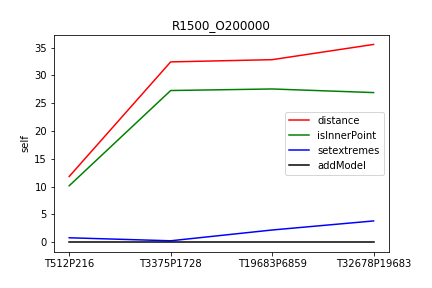 R1500_O200000
35
30
25
20
15
10
5
0
self
distance
isInnerPoint
setextremes
addModel
T512P216 T3375P1728 T19683P6859 T32678P19683